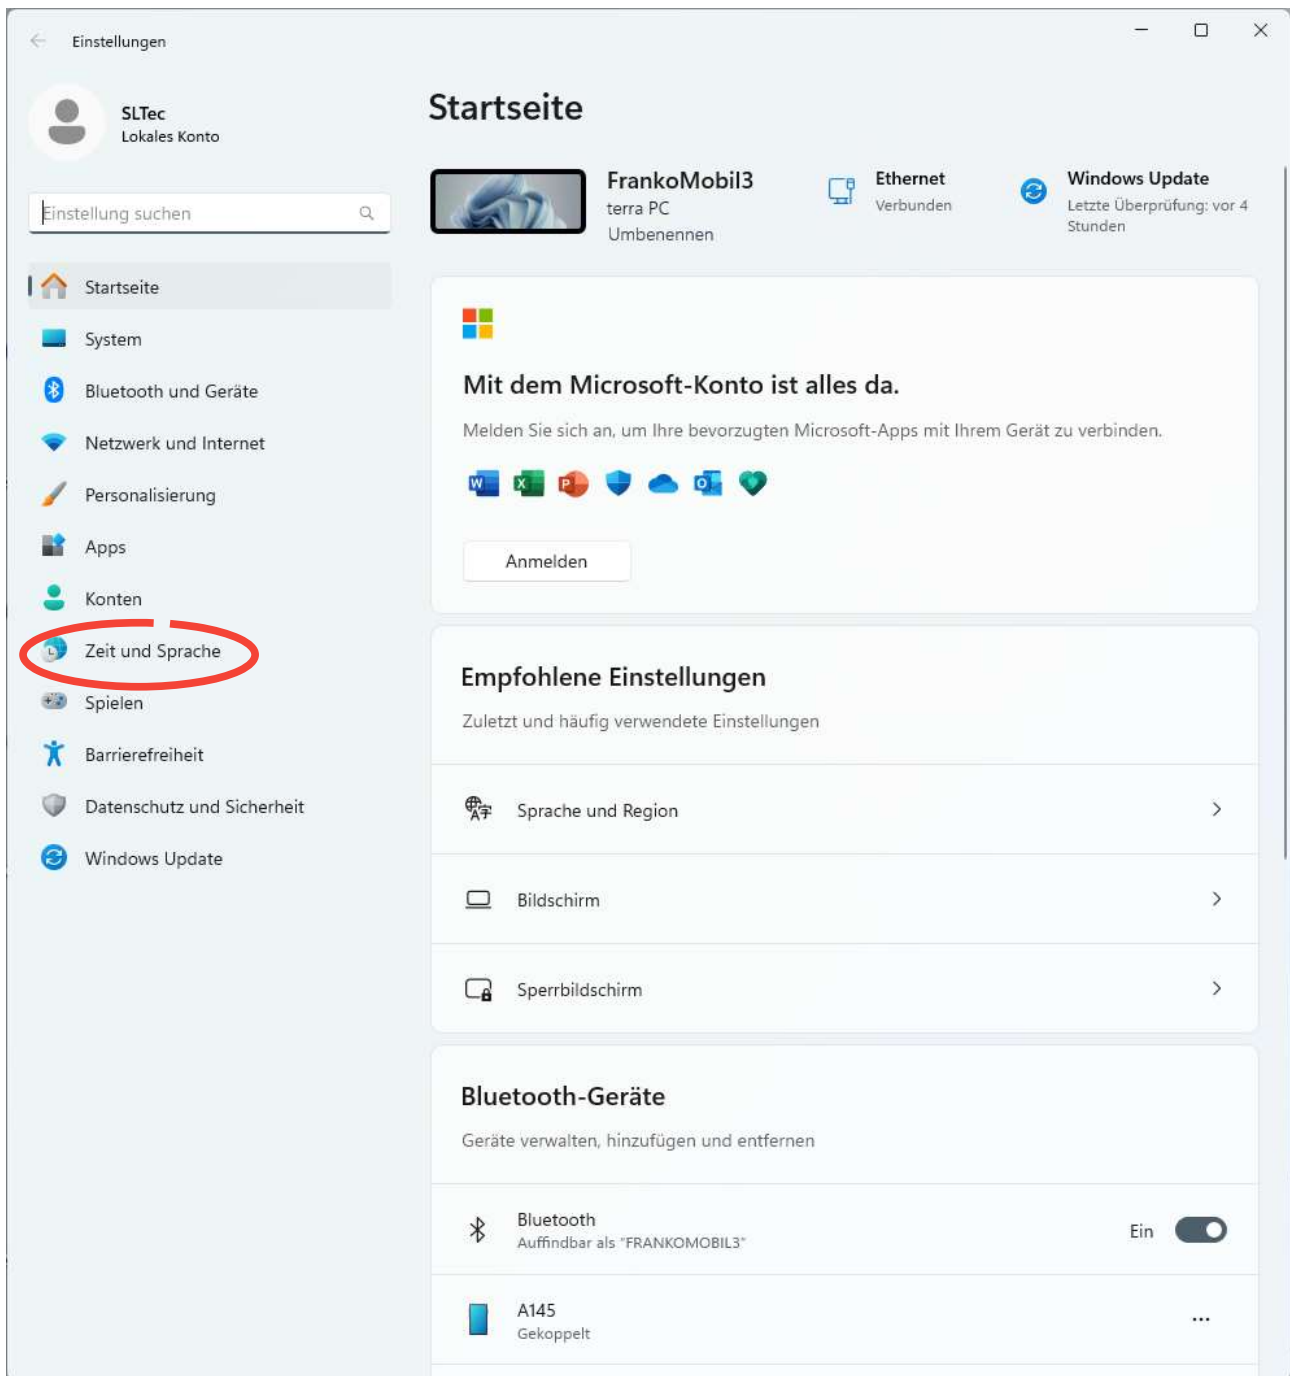 Einstellungen
SLTec
Lokales Konto
Einstellung suchen
Startseite
System
Bluetooth und Geräte
Netzwerk und Internet
Personalisierung
Apps
Konten
Zeit und Sprache
Spielen
Barrierefreiheit
Datenschutz und Sicherheit
Windows Update
Startseite
FrankoMobil3
terra PC
Umbenennen
Ethernet
Verbunden
Windows Update
Letzte Überprüfung: vor 4
Stunden
Mit dem Microsoft-Konto ist alles da.
Melden Sie sich an, um Ihre bevorzugten Microsoft-Apps mit Ihrem Gerät zu verbinden.
Anmelden
Empfohlene Einstellungen
Zuletzt und häufig verwendete Einstellungen
Sprache und Region
Bildschirm
Sperrbildschirm
Bluetooth-Geräte
Geräte verwalten, hinzufügen und entfernen
Bluetooth
Auffindbar als "FRANKOMOBIL3"
Ein
A145
Gekoppelt